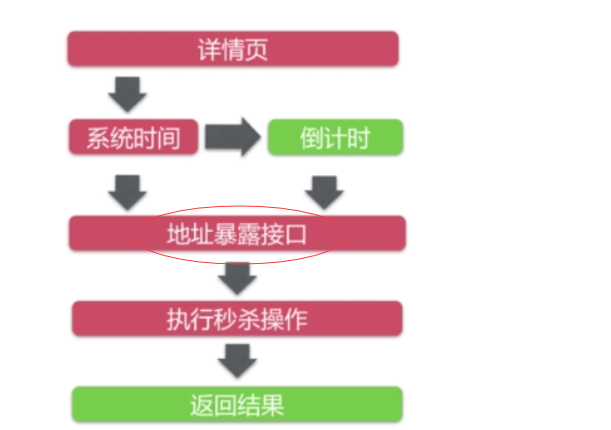 详情页
系统时间
倒计时
地址暴露接口
执行秒杀操作
返回结果